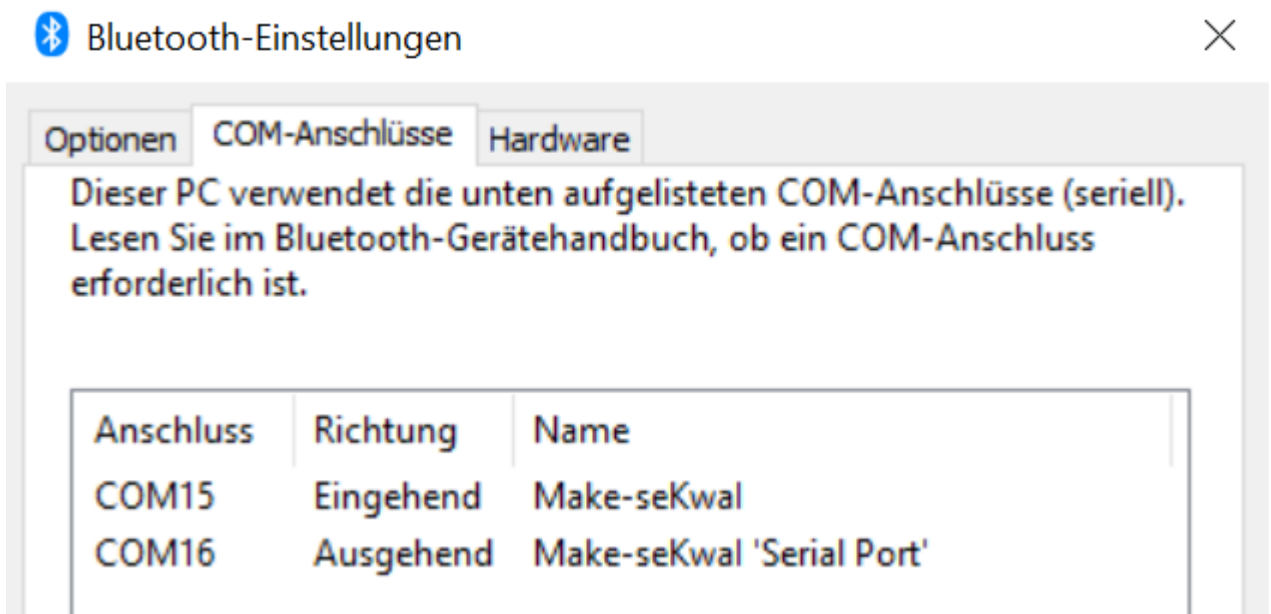 Bluetooth-Einstellungen
Optionen COM-Anschlüsse Hardware
Dieser PC verwendet die unten aufgelisteten COM-Anschlüsse (seriell).
Lesen Sie im Bluetooth-Gerätehandbuch, ob ein COM-Anschluss
erforderlich ist.
Anschluss Richtung Name
COM15 Eingehend Make-seKwal
COM16 Ausgehend Make-seKwal 'Serial Port'